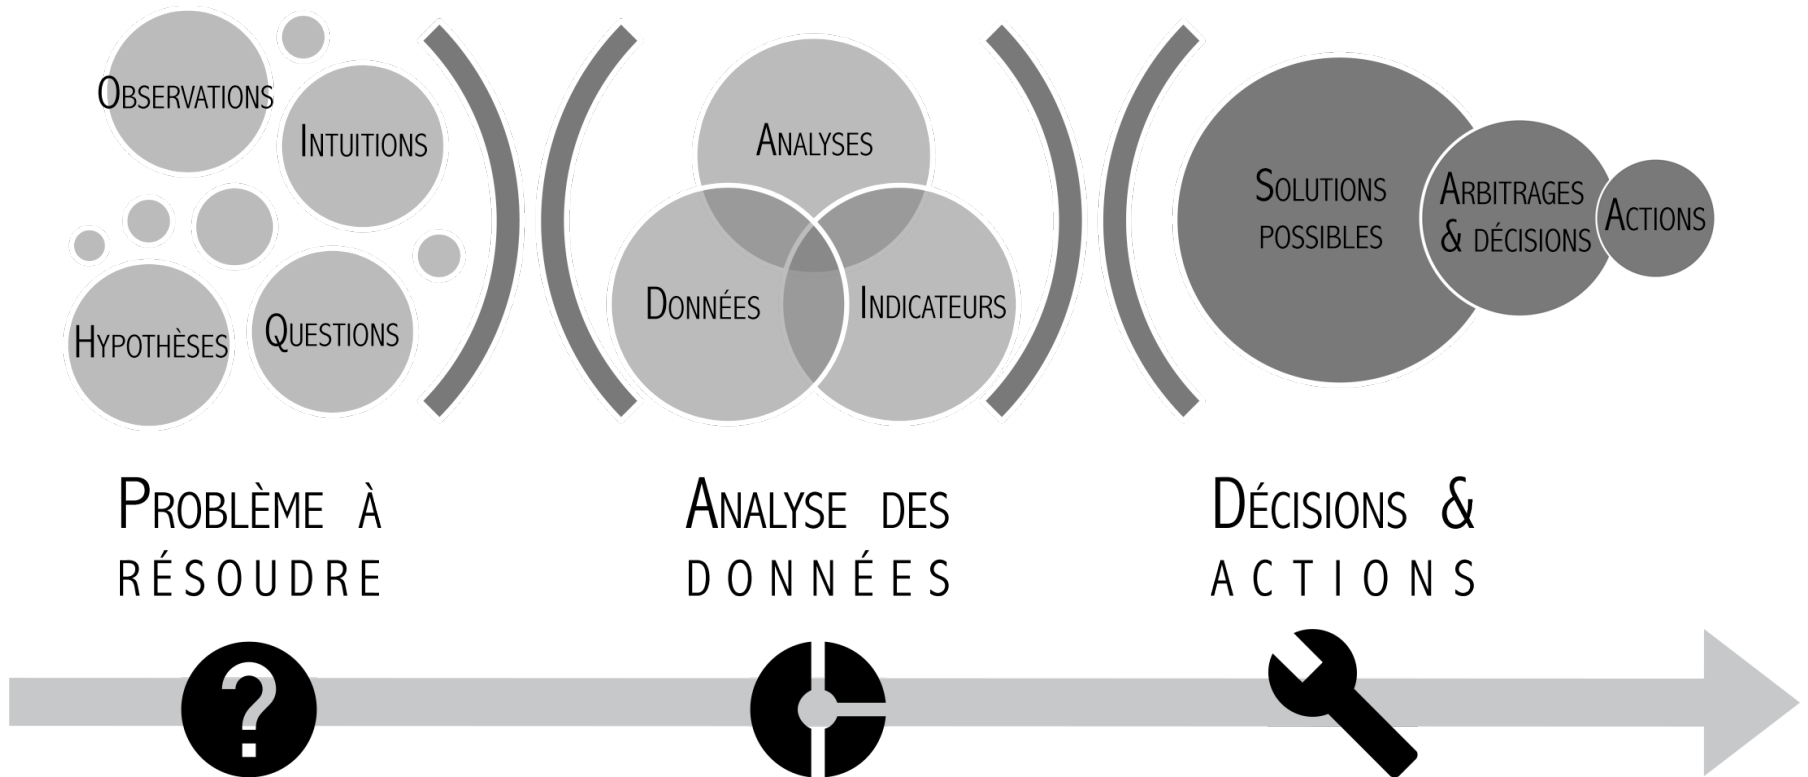 OBSERVATIONS
INTUITIONS
HYPOTHÈSES
QUESTIONS
ANALYSES
DONNÉES
INDICATEURS
SOLUTIONS
POSSIBLES
ARBITRAGES
& DÉCISIONS
ACTIONS
PROBLÈME À
RÉSOUDRE
ANALYSE DES
DONNÉES
DÉCISIONS &
ACTIONS
?